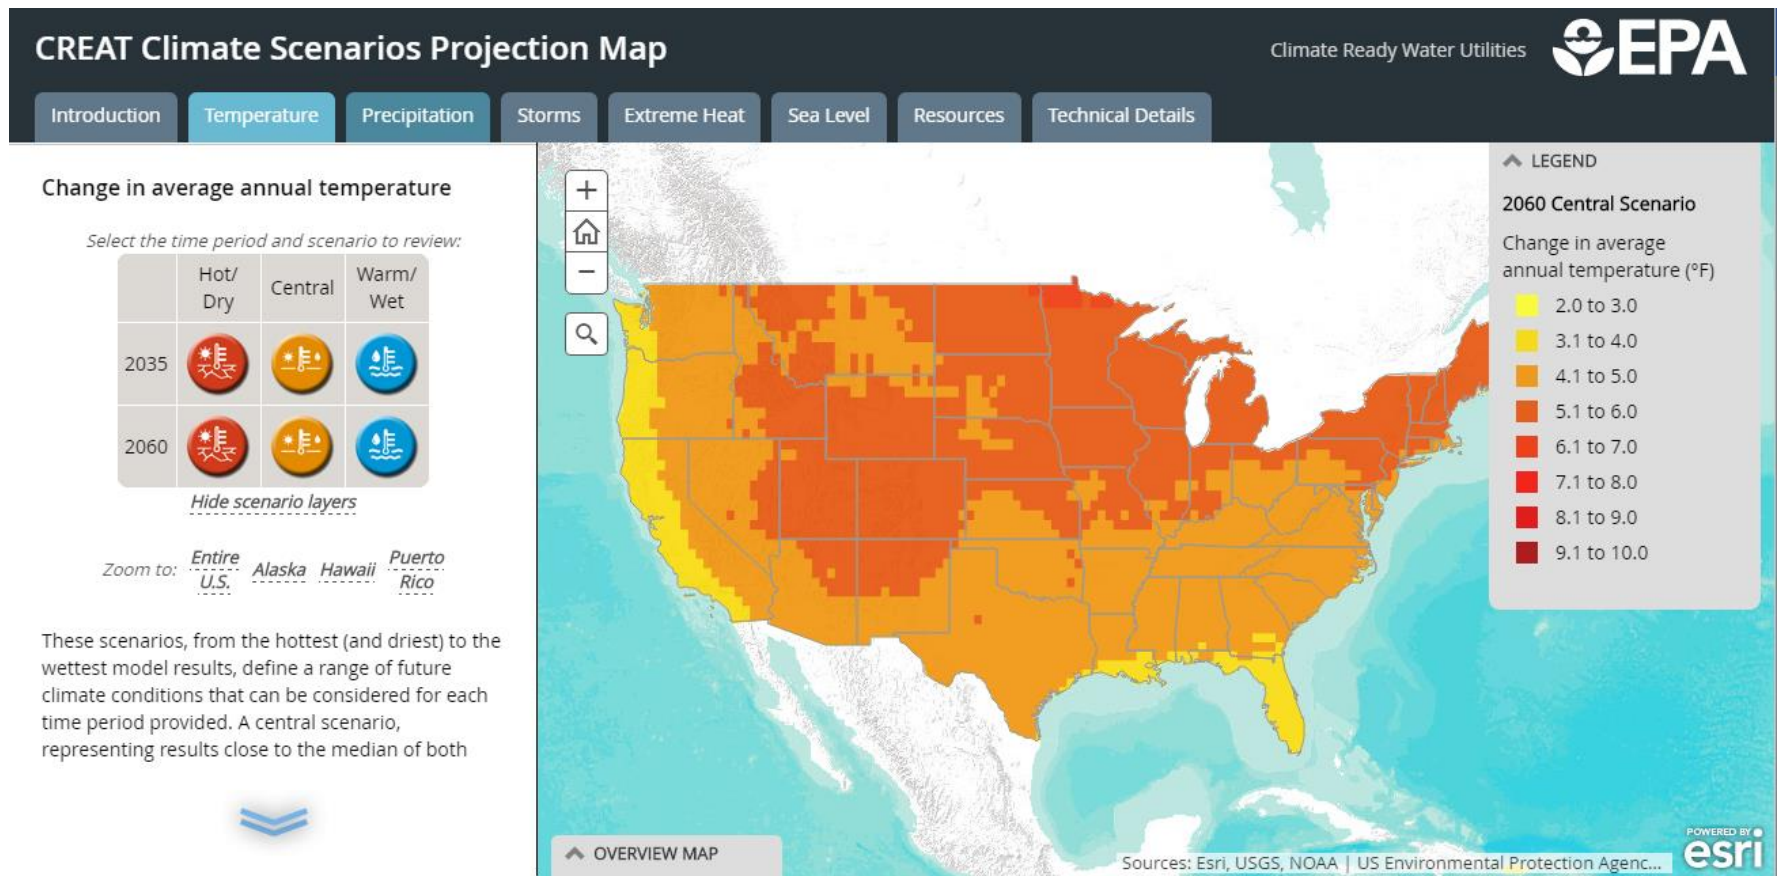 CREAT Climate Scenarios Projection Map
Climate Ready Water Utilities
EPA
Introduction
Temperature
Precipitation
Storms
Extreme Heat
Sea Level
Resources
Technical Details
Change in average annual temperature
Select the time period and scenario to review:
Hot/
Dry
Central
Warm/
Wet
2035
2060
Hide scenario layers
Zoom to:
Entire
U.S.
Alaska
Hawaii
Puerto
Rico
These scenarios, from the hottest (and driest) to the
wettest model results, define a range of future
climate conditions that can be considered for each
time period provided. A central scenario,
representing results close to the median of both
+
−
LEGEND
2060 Central Scenario
Change in average
annual temperature (ºF)
2.0 to 3.0
3.1 to 4.0
4.1 to 5.0
5.1 to 6.0
6.1 to 7.0
7.1 to 8.0
8.1 to 9.0
9.1 to 10.0
OVERVIEW MAP
Sources: Esri, USGS, NOAA | US Environmental Protection Agenc...
POWERED BY
esri